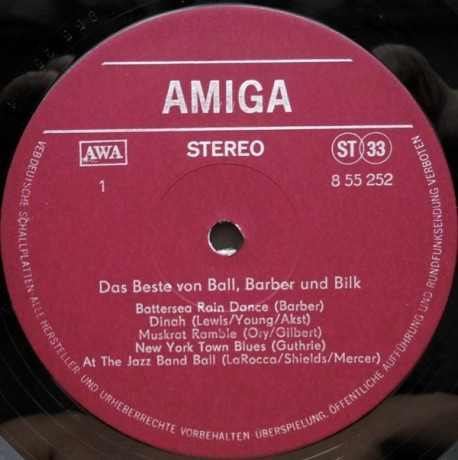 AMIGA
AWA
STEREO
ST 33
1
8 55 252
Das Beste von Ball, Barber und Bilk
Battersea Rain Dance (Barber)
Dinah (Lewis/Young/Akst)
Muskrat Ramble (Ory/Gilbert)
New York Town Blues (Guthrie)
At The Jazz Band Ball (LaRocca/Shields/Mercer)
VEB DEUTSCHE SCHALLPLATTEN · ALLE HERSTELLER- UND URHEBERRECHTE VORBEHALTEN ÜBERSPIELUNG, ÖFFENTLICHE AUFFÜHRUNG UND RUNDFUNKSENDUNG VERBOTEN